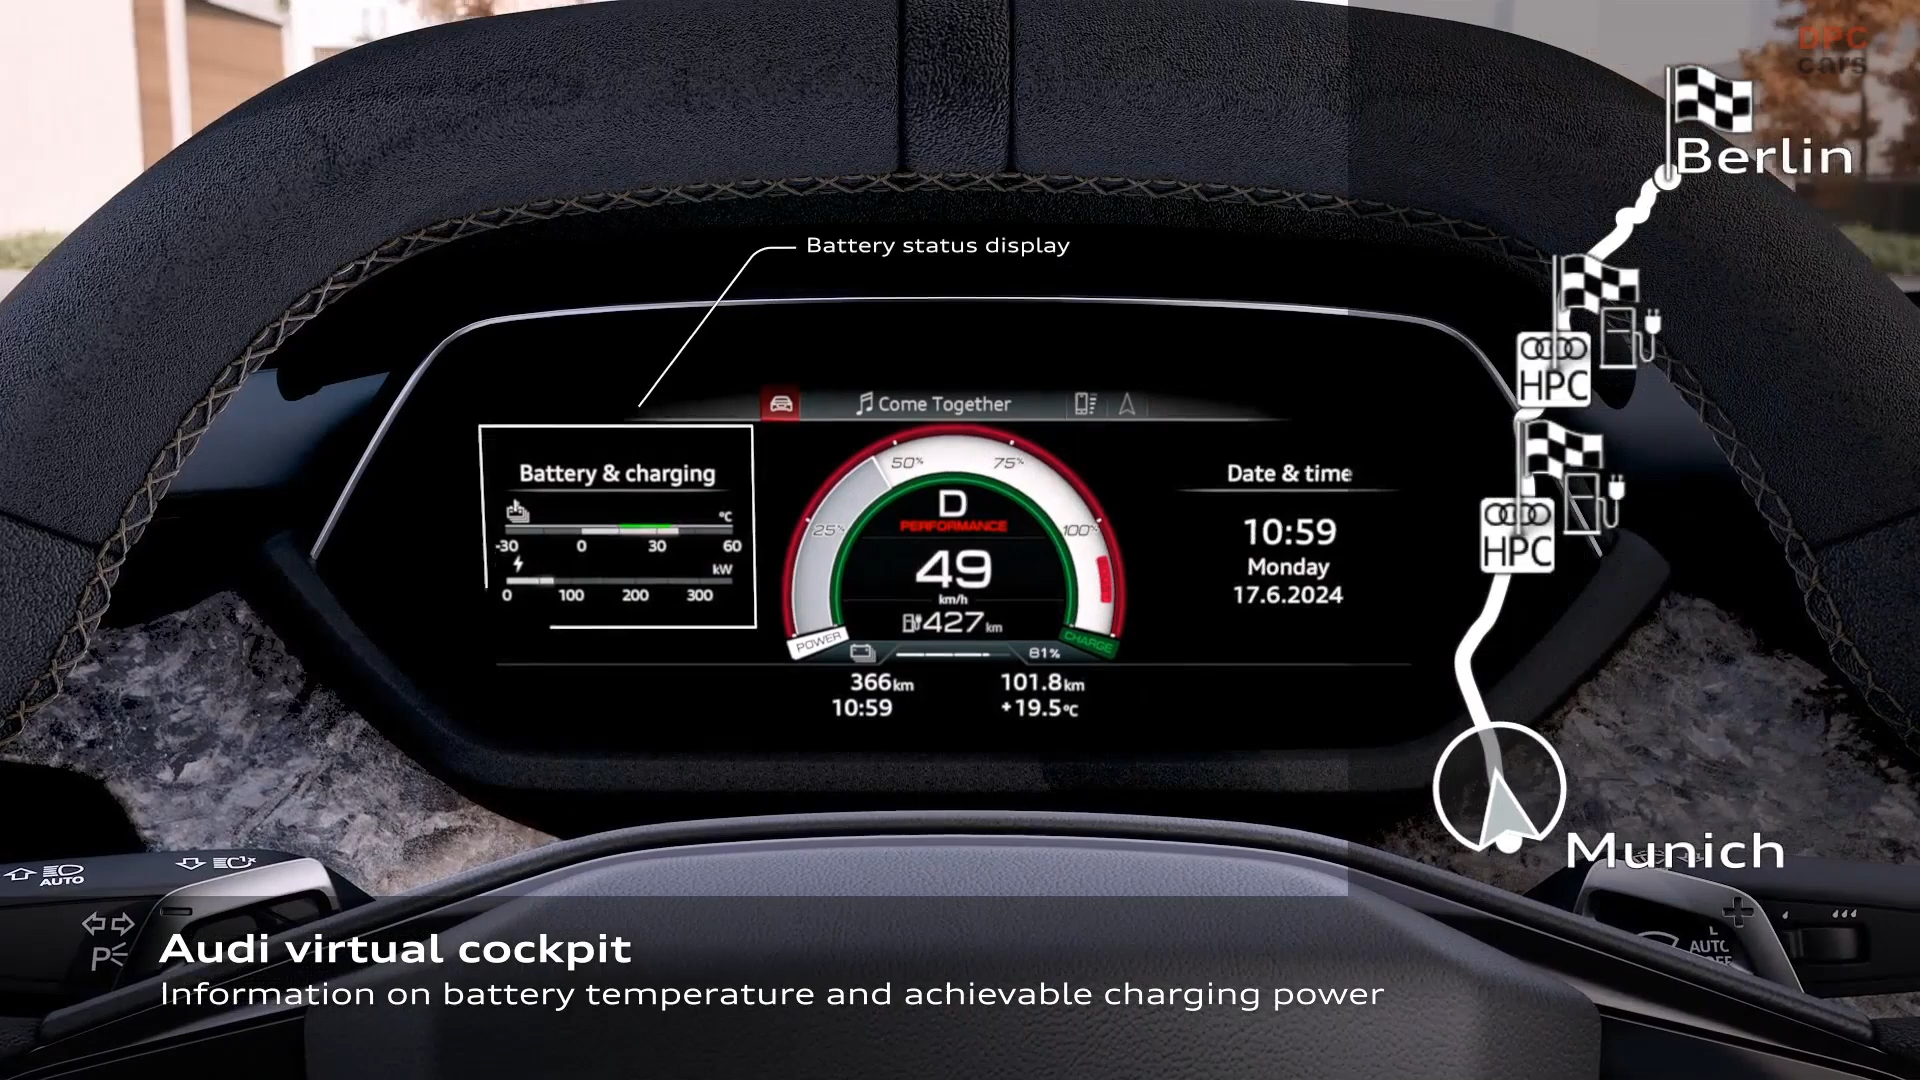 DPC
cars
Berlin
Battery status display
HPC
Come Together
Battery & charging
°C
-30 0 30 60
kW
0 100 200 300
25% 50% 75% 100%
D
PERFORMANCE
49
km/h
427 km
POWER
CHARGE
81%
366 km
101.8 km
10:59
+19.5°C
Date & time
10:59
Monday
17.6.2024
HPC
Munich
AUTO
P
AUTO
Audi virtual cockpit
Information on battery temperature and achievable charging power